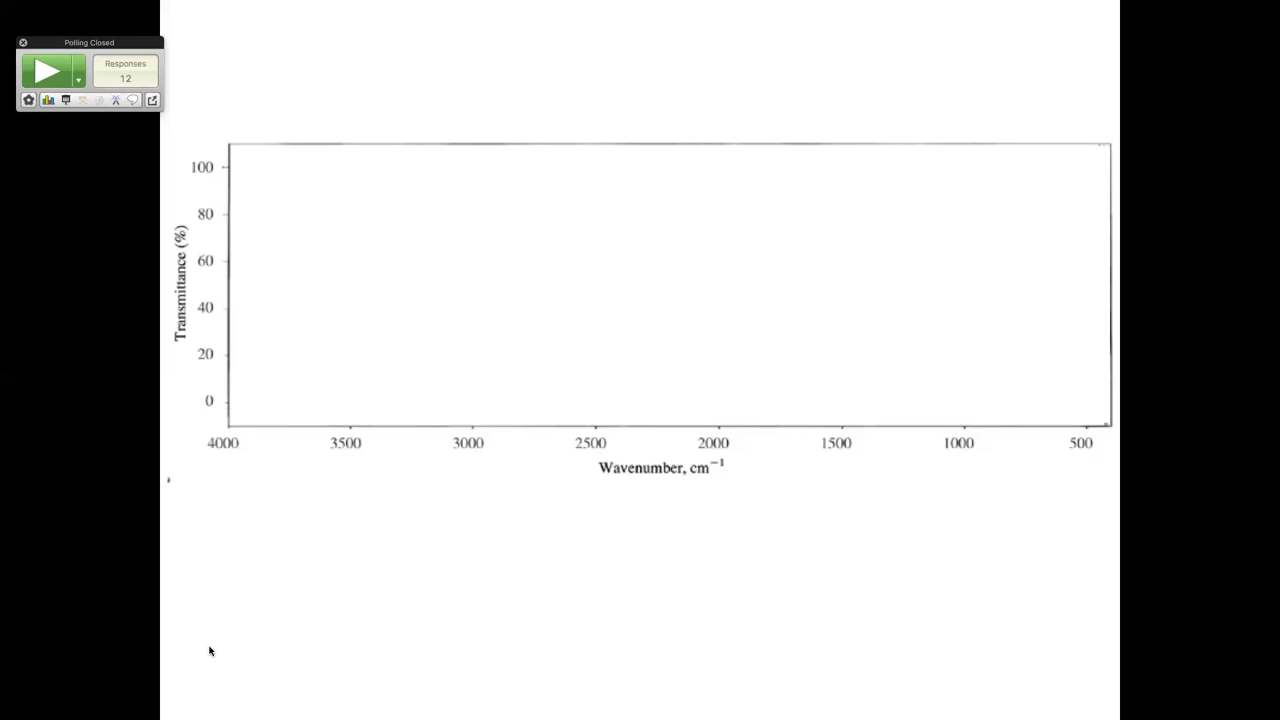 Polling Closed
Responses
12
100
80
60
40
20
0
Transmittance (%)
4000 3500 3000 2500 2000 1500 1000 500
Wavenumber, cm⁻¹